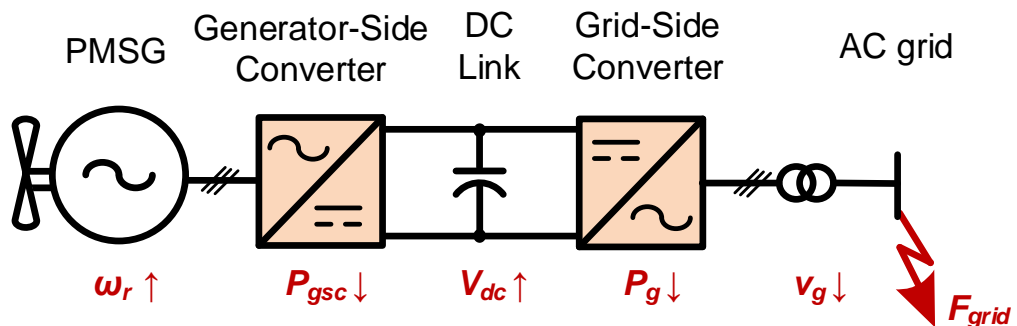 PMSG
Generator-Side
Converter
DC
Link
Grid-Side
Converter
AC grid
ωr ↑
Pgsc ↓
Vdc ↑
Pg ↓
vg ↓
Fgrid